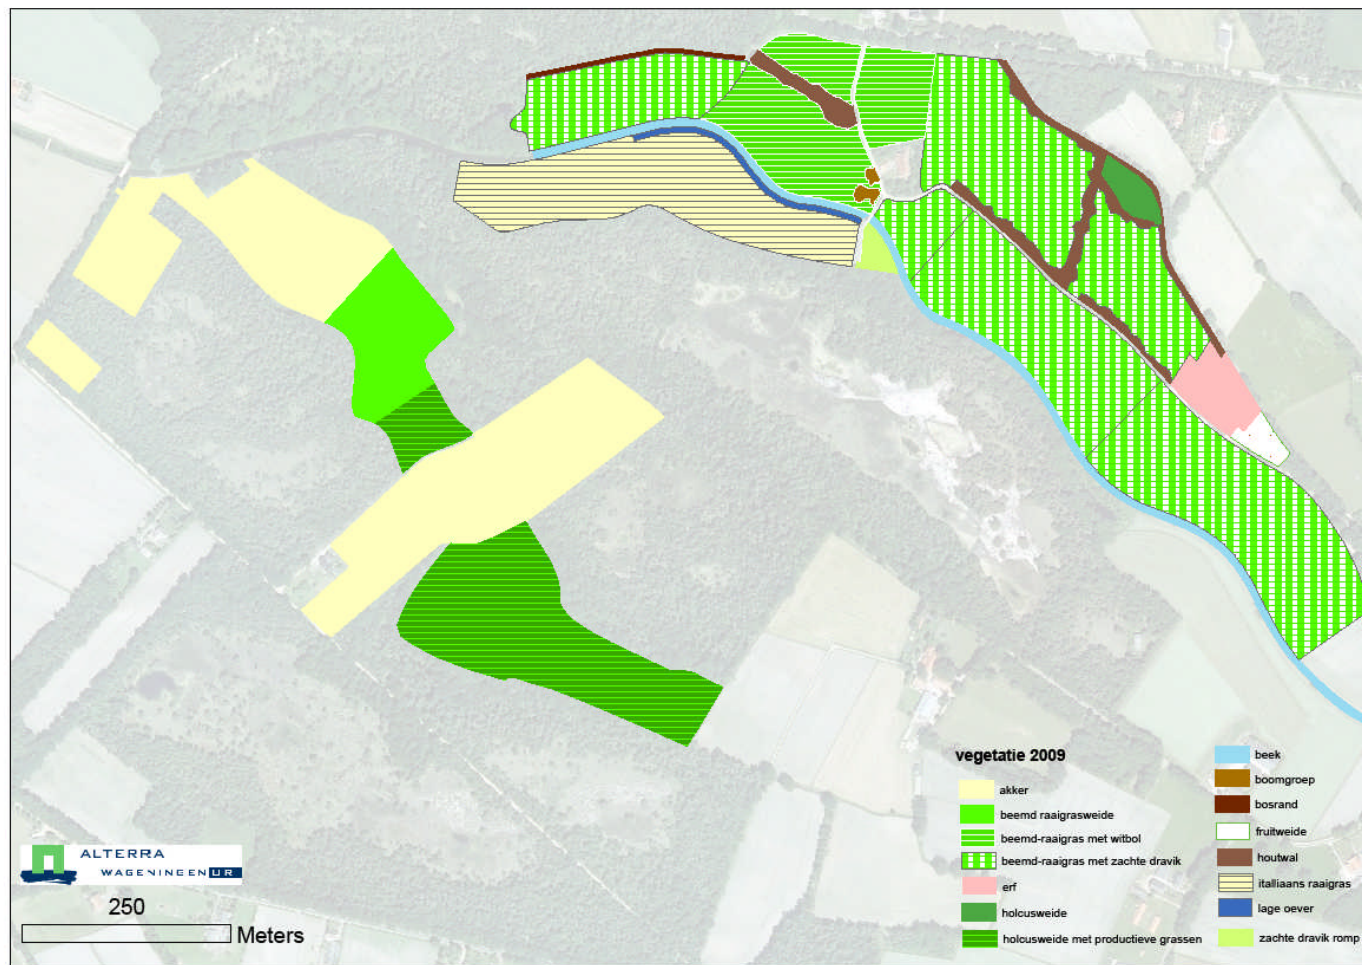 vegetatie 2009
akker
beemd raaigrasweide
beemd-raaigras met witbol
beemd-raaigras met zachte dravik
erf
holcusweide
holcusweide met productieve grassen
beek
boomgroep
bosrand
fruitweide
houtwal
italliaans raaigras
lage oever
zachte dravik romp
ALTERRA
WAGENINGEN UR
250
Meters